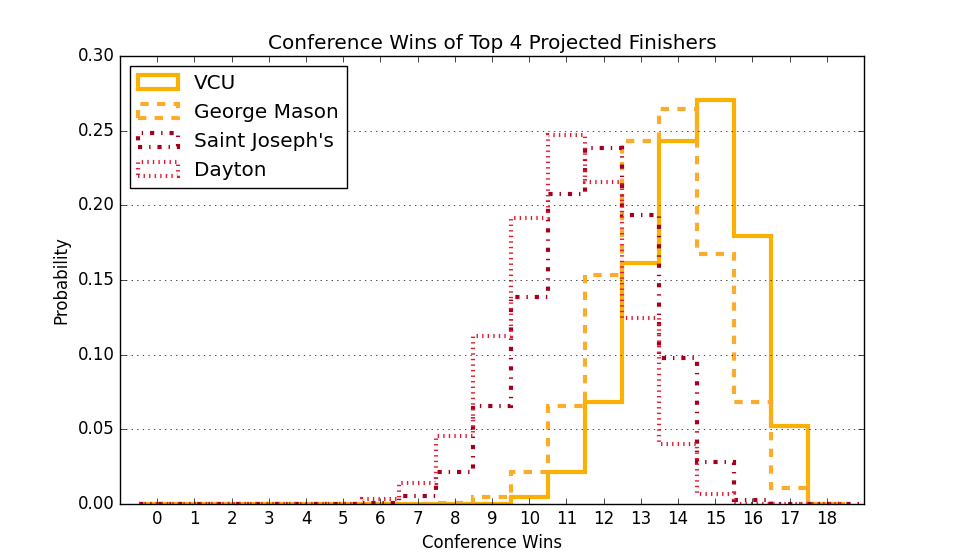 Conference Wins of Top 4 Projected Finishers
VCU
George Mason
Saint Joseph's
Dayton
0.30
0.25
0.20
0.15
0.10
0.05
0.00
Probability
0 1 2 3 4 5 6 7 8 9 10 11 12 13 14 15 16 17 18
Conference Wins